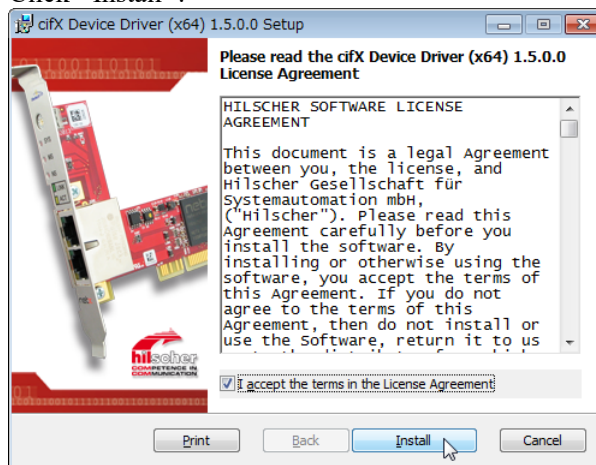 cifX Device Driver (x64) 1.5.0.0 Setup
Please read the cifX Device Driver (x64) 1.5.0.0
License Agreement
HILSCHER SOFTWARE LICENSE
AGREEMENT
This document is a legal Agreement
between you, the license, and
Hilscher Gesellschaft für
Systemautomation mbH,
("Hilscher"). Please read this
Agreement carefully before you
install the software. By
installing or otherwise using the
software, you accept the terms of
this Agreement. If you do not
agree to the terms of this
Agreement, then do not install or
use the Software, return it to us
hilscher
COMPETENCE IN
COMMUNICATION
I accept the terms in the License Agreement
Print
Back
Install
Cancel